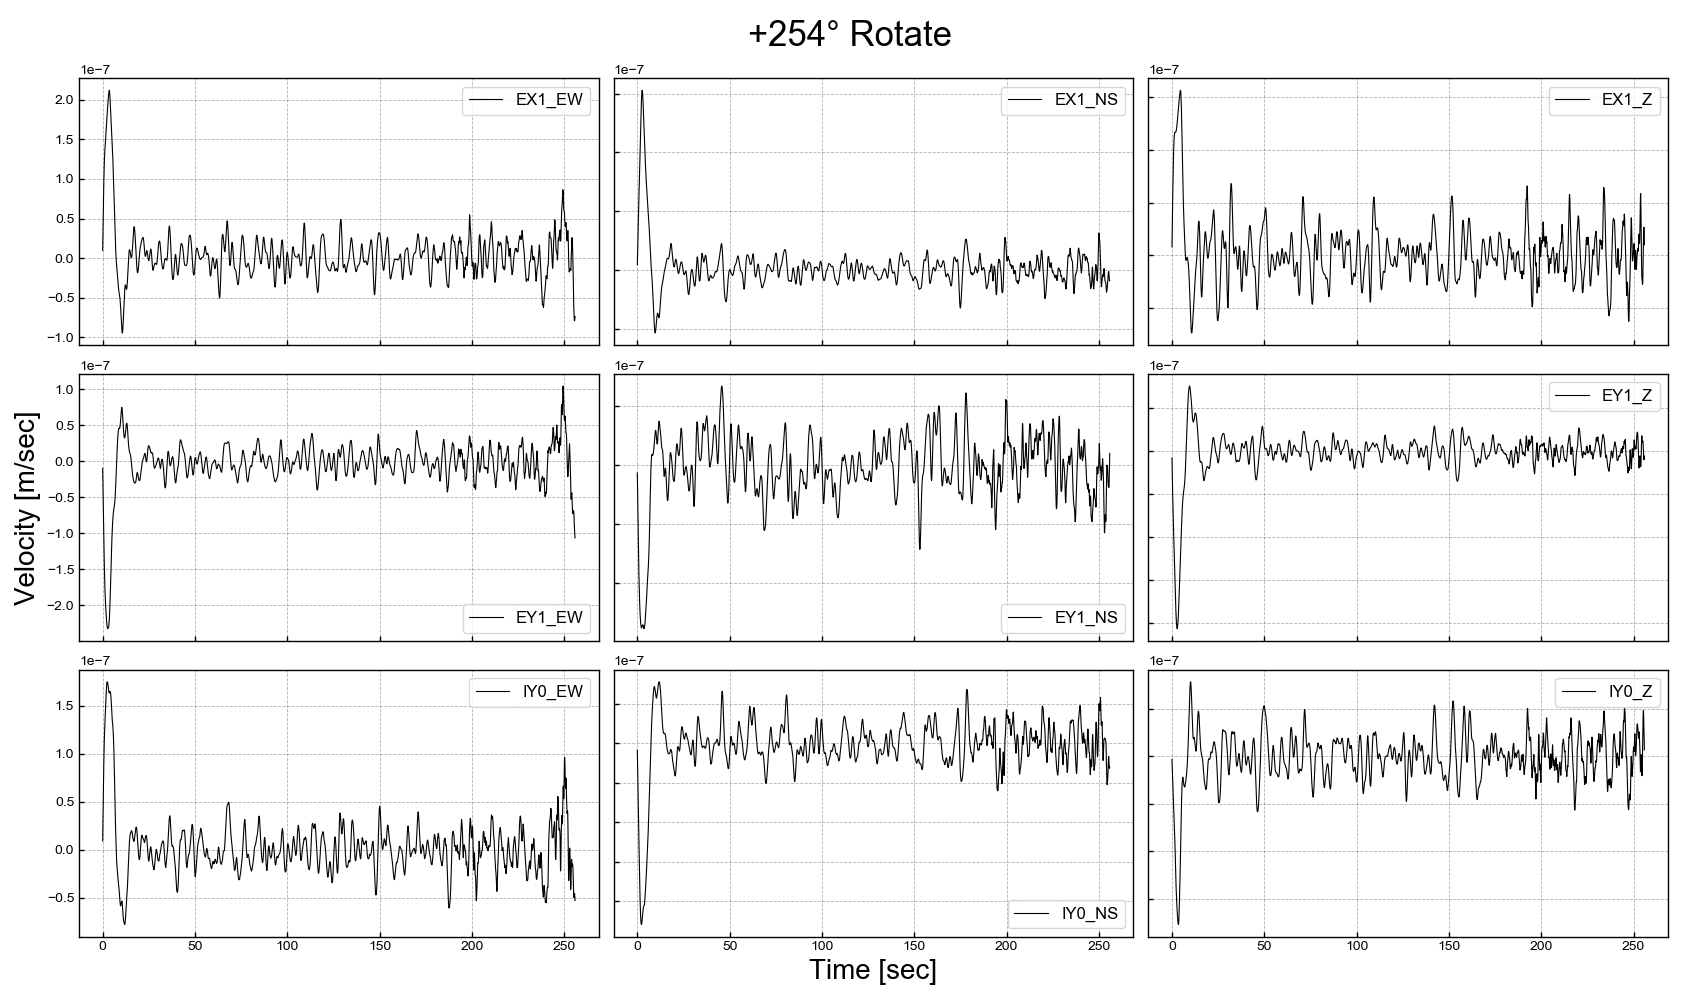 +254° Rotate
1e−7 1e−7 1e−7
EX1_EW EX1_NS EX1_Z
2.0
1.5
1.0
0.5
0.0
−0.5
−1.0
1e−7 1e−7 1e−7
EY1_EW EY1_NS EY1_Z
1.0
0.5
0.0
−0.5
−1.0
−1.5
−2.0
Velocity [m/sec]
1e−7 1e−7 1e−7
IY0_EW IY0_NS IY0_Z
1.5
1.0
0.5
0.0
−0.5
0 50 100 150 200 250 0 50 100 150 200 250 0 50 100 150 200 250
Time [sec]